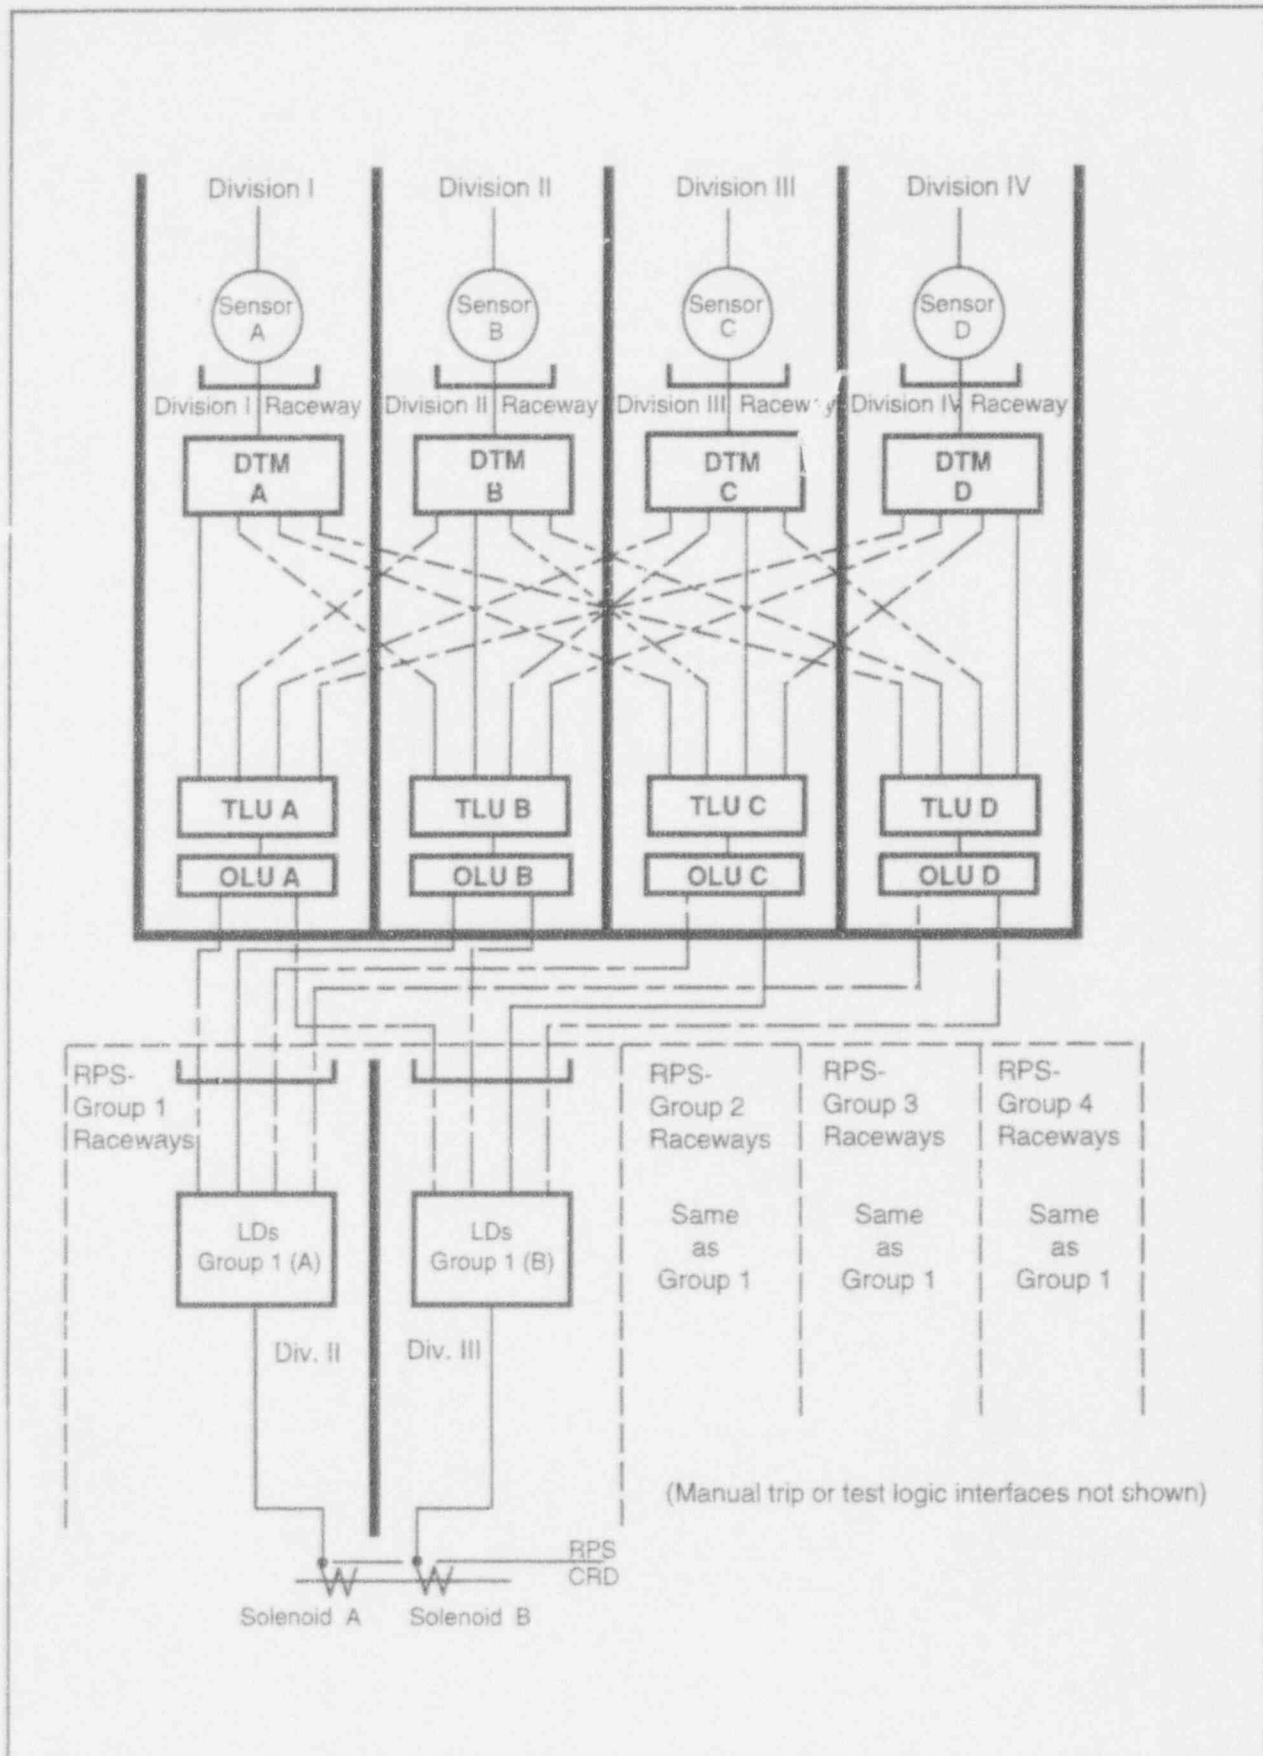 Division I
Division II
Division III
Division IV
Sensor
A
Sensor
B
Sensor
C
Sensor
D
Division I Raceway
Division II Raceway
Division III
Division IV Raceway
DTM
A
DTM
B
DTM
C
DTM
D
TLU A
TLU B
TLU C
TLU D
OLU A
OLU B
OLU C
OLU D
RPS-
Group 1
Raceways
RPS-
Group 2
Raceways
RPS-
Group 3
Raceways
RPS-
Group 4
Raceways
LDs
Group 1 (A)
LDs
Group 1 (B)
Same
as
Group 1
Same
as
Group 1
Same
as
Group 1
Div. II
Div. III
(Manual trip or test logic interfaces not shown)
RPS
CRD
Solenoid A
Solenoid B